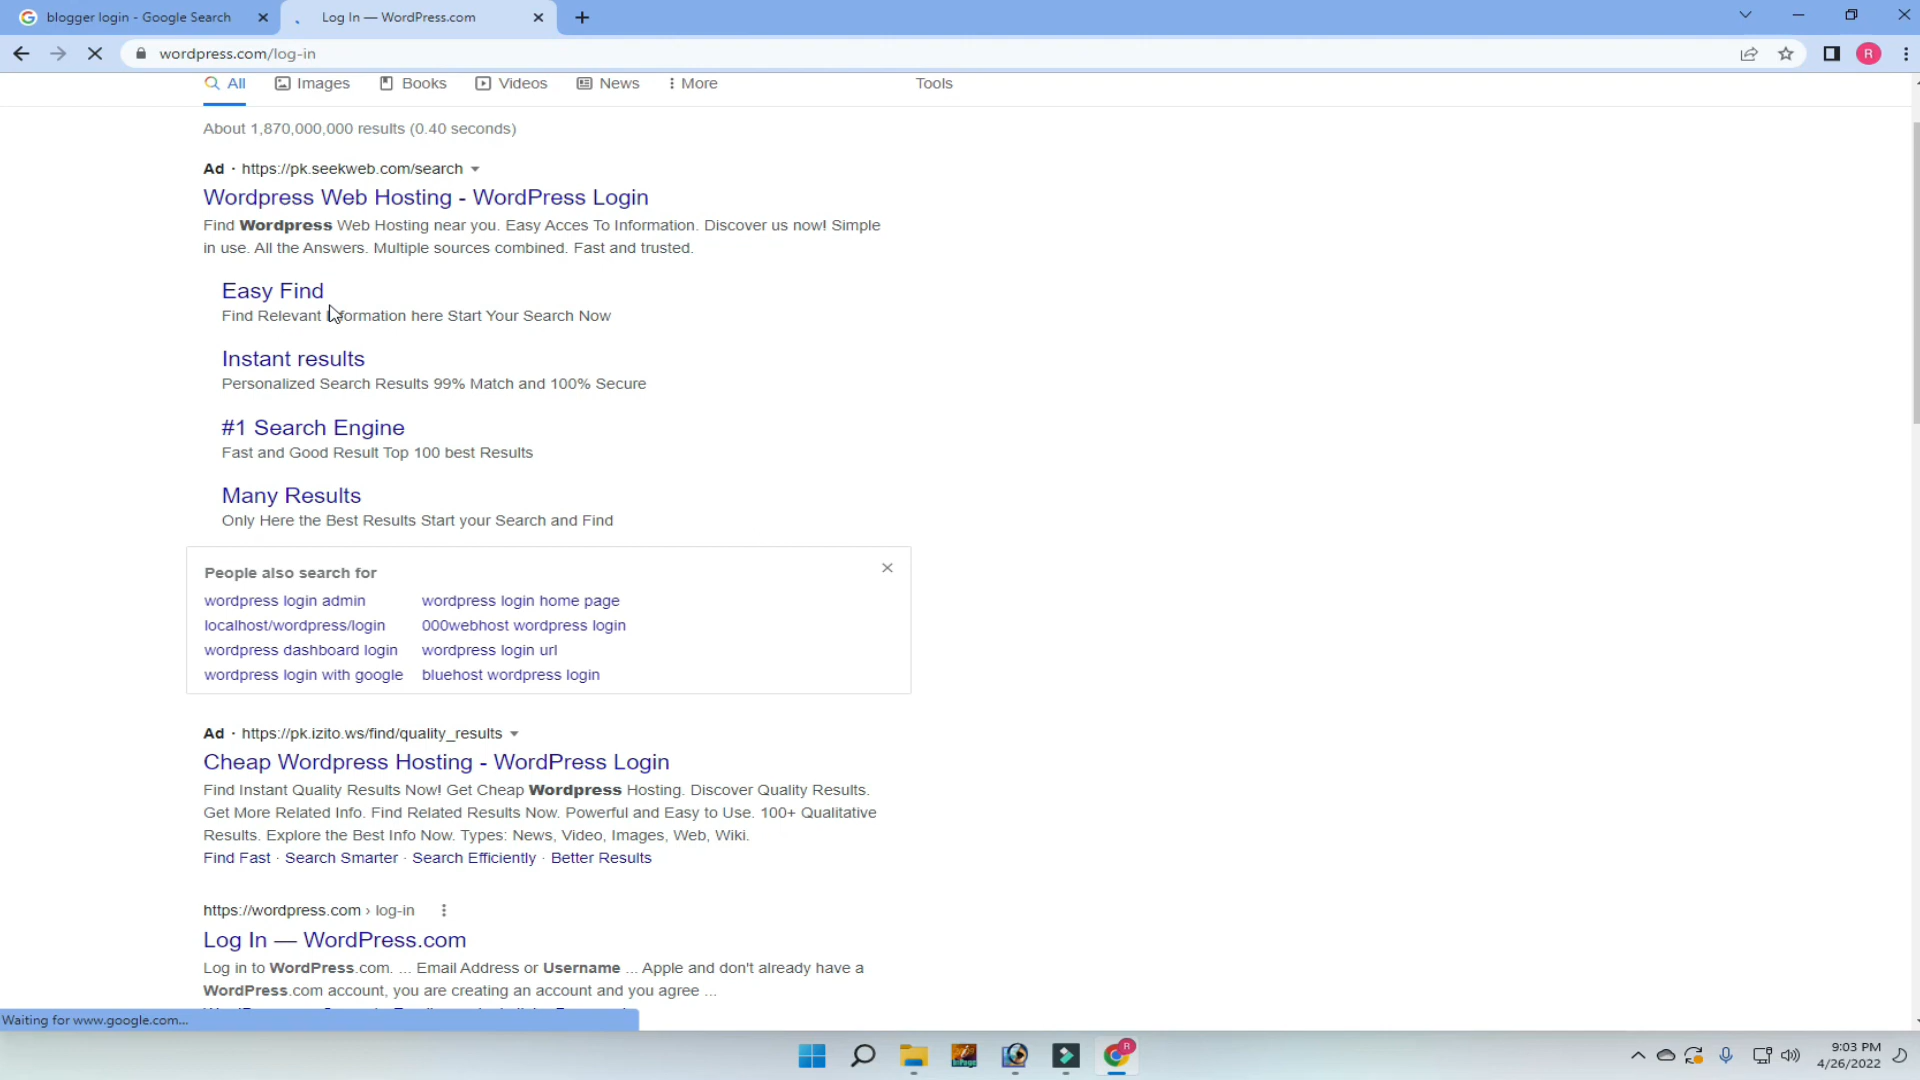 blogger login - Google Search
Log In — WordPress.com
wordpress.com/log-in
R
All Images Books Videos News More Tools
About 1,870,000,000 results (0.40 seconds)
Ad · https://pk.seekweb.com/search
Wordpress Web Hosting - WordPress Login
Find Wordpress Web Hosting near you. Easy Acces To Information. Discover us now! Simple
in use. All the Answers. Multiple sources combined. Fast and trusted.
Easy Find
Find Relevant Information here Start Your Search Now
Instant results
Personalized Search Results 99% Match and 100% Secure
#1 Search Engine
Fast and Good Result Top 100 best Results
Many Results
Only Here the Best Results Start your Search and Find
People also search for
wordpress login admin wordpress login home page
localhost/wordpress/login 000webhost wordpress login
wordpress dashboard login wordpress login url
wordpress login with google bluehost wordpress login
Ad · https://pk.izito.ws/find/quality_results
Cheap Wordpress Hosting - WordPress Login
Find Instant Quality Results Now! Get Cheap Wordpress Hosting. Discover Quality Results.
Get More Related Info. Find Related Results Now. Powerful and Easy to Use. 100+ Qualitative
Results. Explore the Best Info Now. Types: News, Video, Images, Web, Wiki.
Find Fast · Search Smarter · Search Efficiently · Better Results
https://wordpress.com › log-in
Log In — WordPress.com
Log in to WordPress.com. ... Email Address or Username ... Apple and don't already have a
WordPress.com account, you are creating an account and you agree ...
Waiting for www.google.com...
R
9:03 PM
4/26/2022